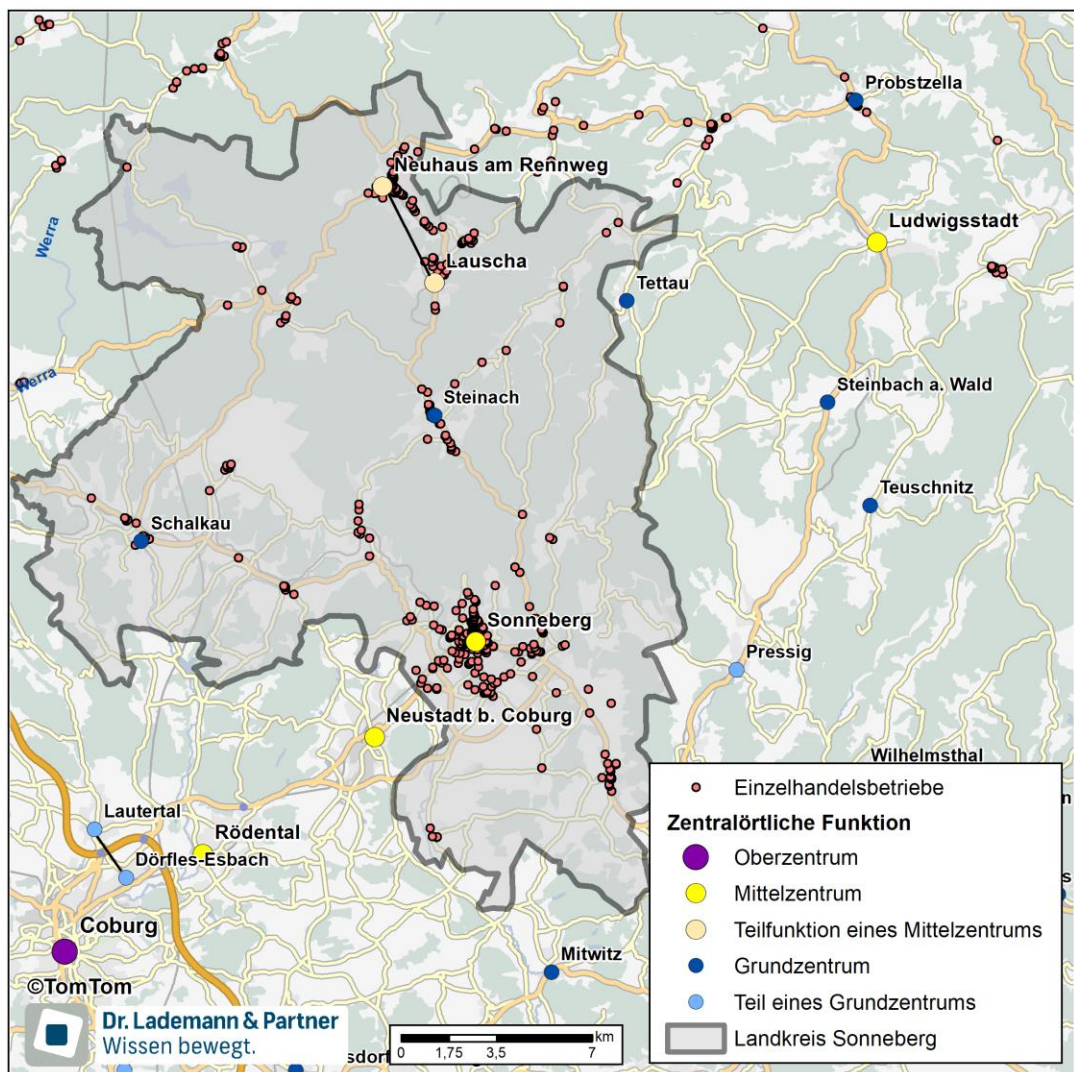 Probstzella
Neuhaus am Rennweg
Werra
Ludwigsstadt
Lauscha
Tettau
Werra
Steinach
Steinbach a. Wald
Teuschnitz
Schalkau
Sonneberg
Pressig
Neustadt b. Coburg
Wilhelmsthal
Lautertal
Rödental
Dörfles-Esbach
Coburg
Mitwitz
©TomTom
Dr. Lademann & Partner
Wissen bewegt.
km
0 1,75 3,5 7
Einzelhandelsbetriebe
Zentralörtliche Funktion
Oberzentrum
Mittelzentrum
Teilfunktion eines Mittelzentrums
Grundzentrum
Teil eines Grundzentrums
Landkreis Sonneberg